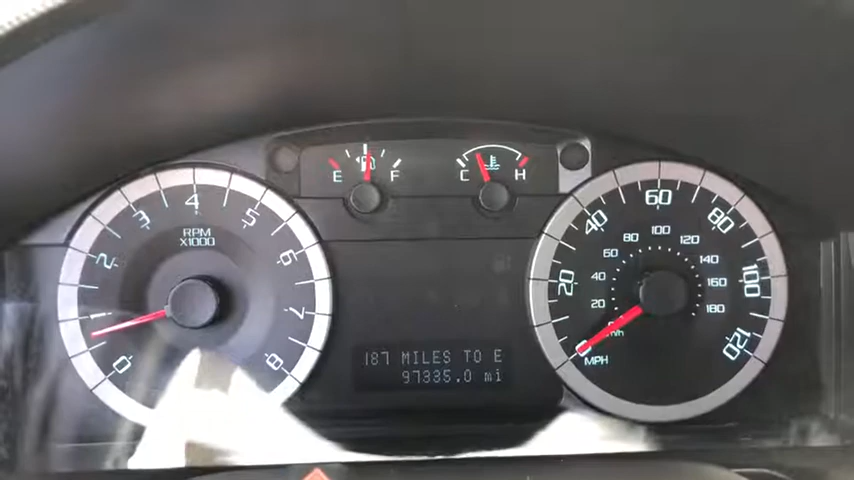 E F
C H
0 1 2 3 4 5 6 7 8
RPM
X1000
20 40 60 80 100 120
20 40 60 80 100 120 140 160 180
MPH
187 MILES TO E
97335.0 mi